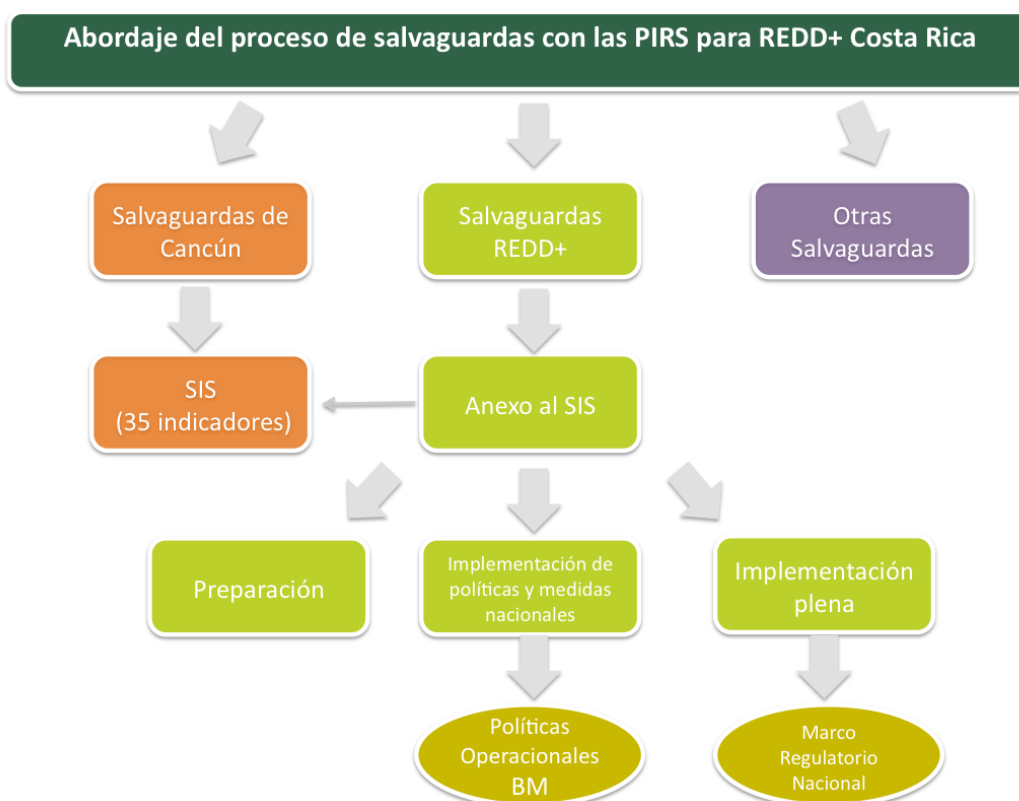 Abordaje del proceso de salvaguardas con las PIRS para REDD+ Costa Rica
Salvaguardas de
Cancún
Salvaguardas
REDD+
Otras
Salvaguardas
SIS
(35 indicadores)
Anexo al SIS
Preparación
Implementación de
políticas y medidas
nacionales
Implementación
plena
Políticas
Operacionales
BM
Marco
Regulatorio
Nacional